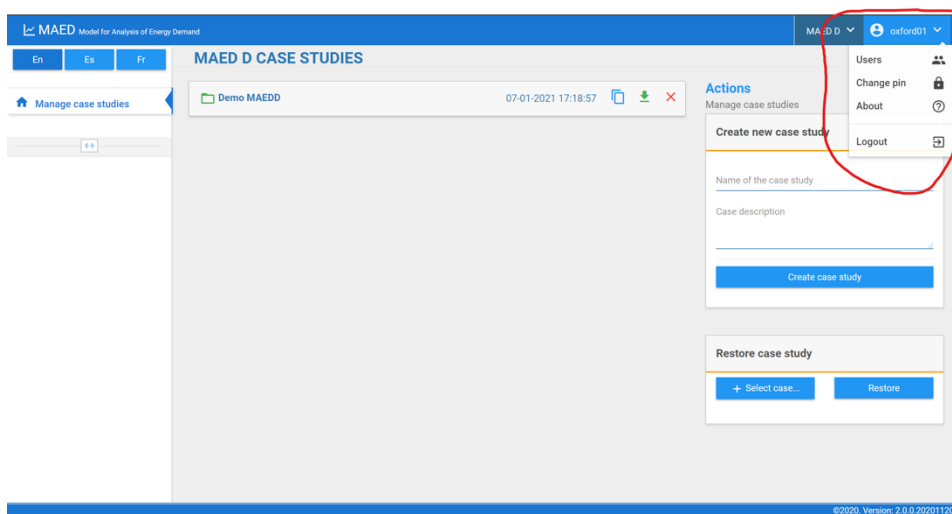 MAED Model for Analysis of Energy Demand
MAED D
oxford01
En Es Fr
MAED D CASE STUDIES
Users
Change pin
About
Logout
Manage case studies
Demo MAEDD 07-01-2021 17:18:57
Actions
Manage case studies
Create new case study
Name of the case study
Case description
Create case study
Restore case study
+ Select case...
Restore
©2020. Version: 2.0.0.2020112